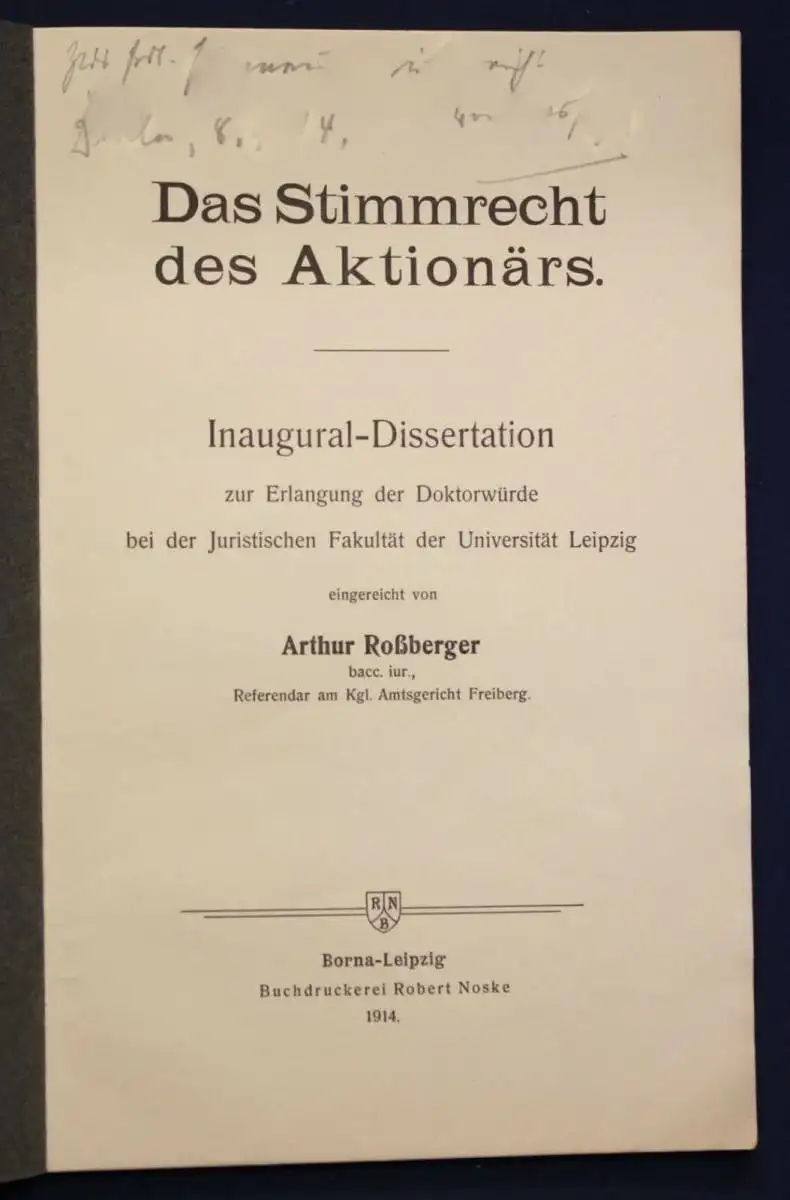 Das Stimmrecht
des Aktionärs.
Inaugural-Dissertation
zur Erlangung der Doktorwürde
bei der Juristischen Fakultät der Universität Leipzig
eingereicht von
Arthur Roßberger
bacc. iur.,
Referendar am Kgl. Amtsgericht Freiberg.
R N
B
Borna-Leipzig
Buchdruckerei Robert Noske
1914.